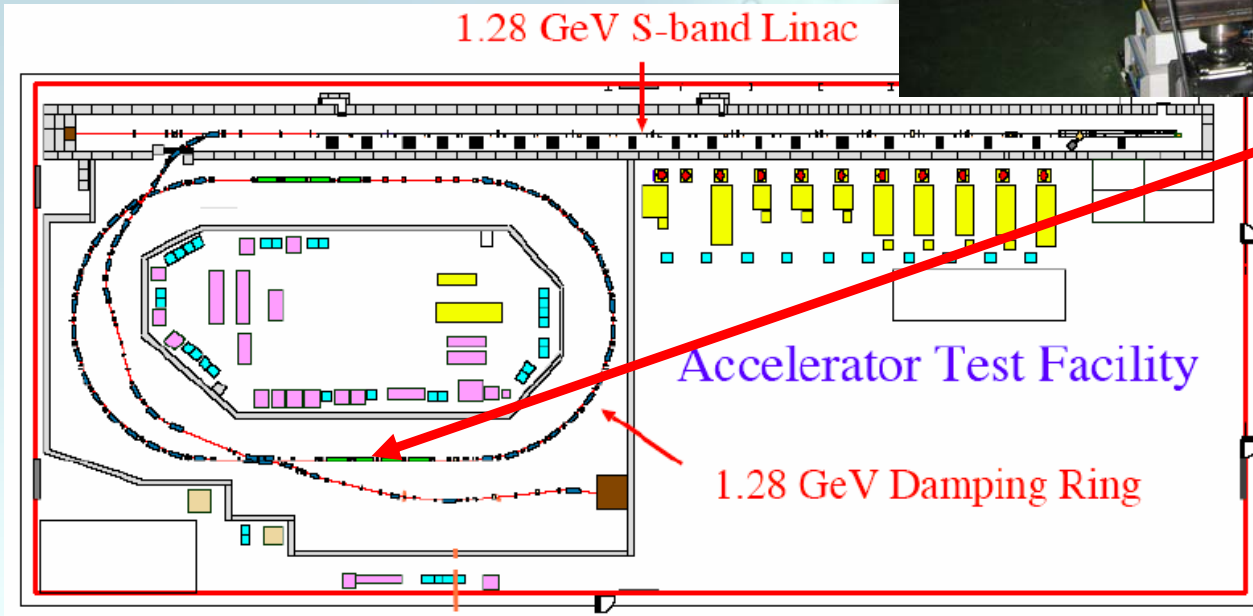 1.28 GeV S-band Linac
Accelerator Test Facility
1.28 GeV Damping Ring